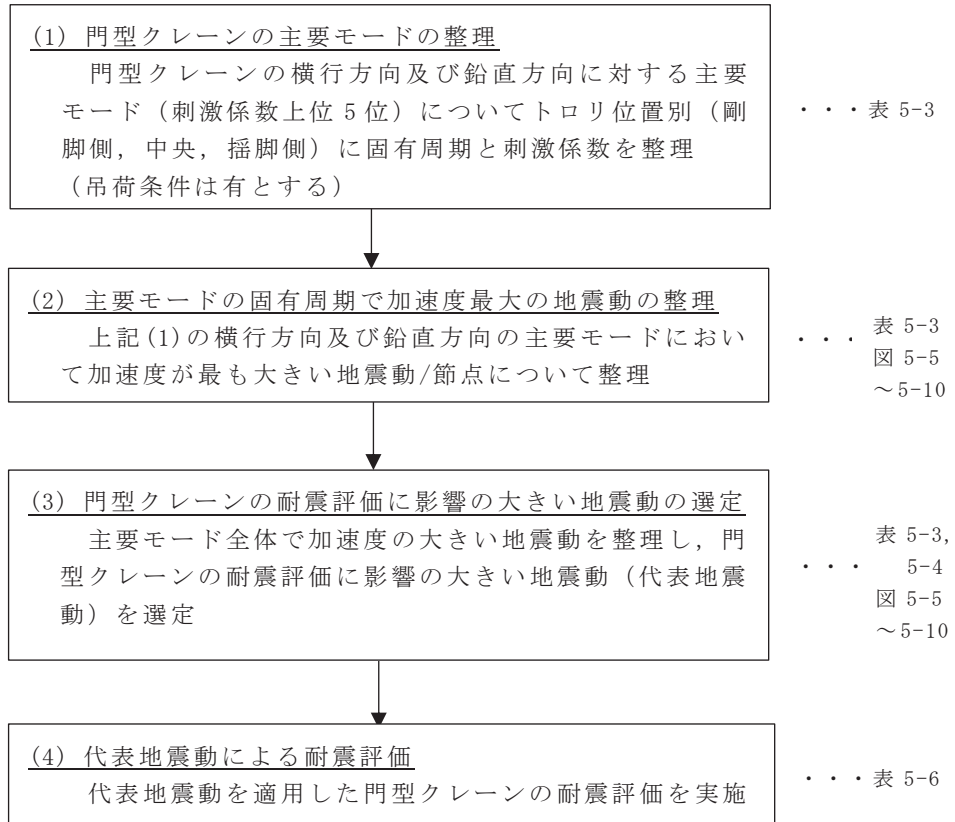 (1) 門型クレーンの主要モードの整理
門型クレーンの横行方向及び鉛直方向に対する主要
モード（刺激係数上位 5 位）についてトロリ位置別（剛
脚側，中央，揺脚側）に固有周期と刺激係数を整理
（吊荷条件は有とする）
・・・表 5-3
(2) 主要モードの固有周期で加速度最大の地震動の整理
上記(1)の横行方向及び鉛直方向の主要モードにおい
て加速度が最も大きい地震動/節点について整理
・・・
表 5-3
図 5-5
～5-10
(3) 門型クレーンの耐震評価に影響の大きい地震動の選定
主要モード全体で加速度の大きい地震動を整理し，門
型クレーンの耐震評価に影響の大きい地震動（代表地震
動）を選定
・・・
表 5-3,
5-4
図 5-5
～5-10
(4) 代表地震動による耐震評価
代表地震動を適用した門型クレーンの耐震評価を実施
・・・表 5-6